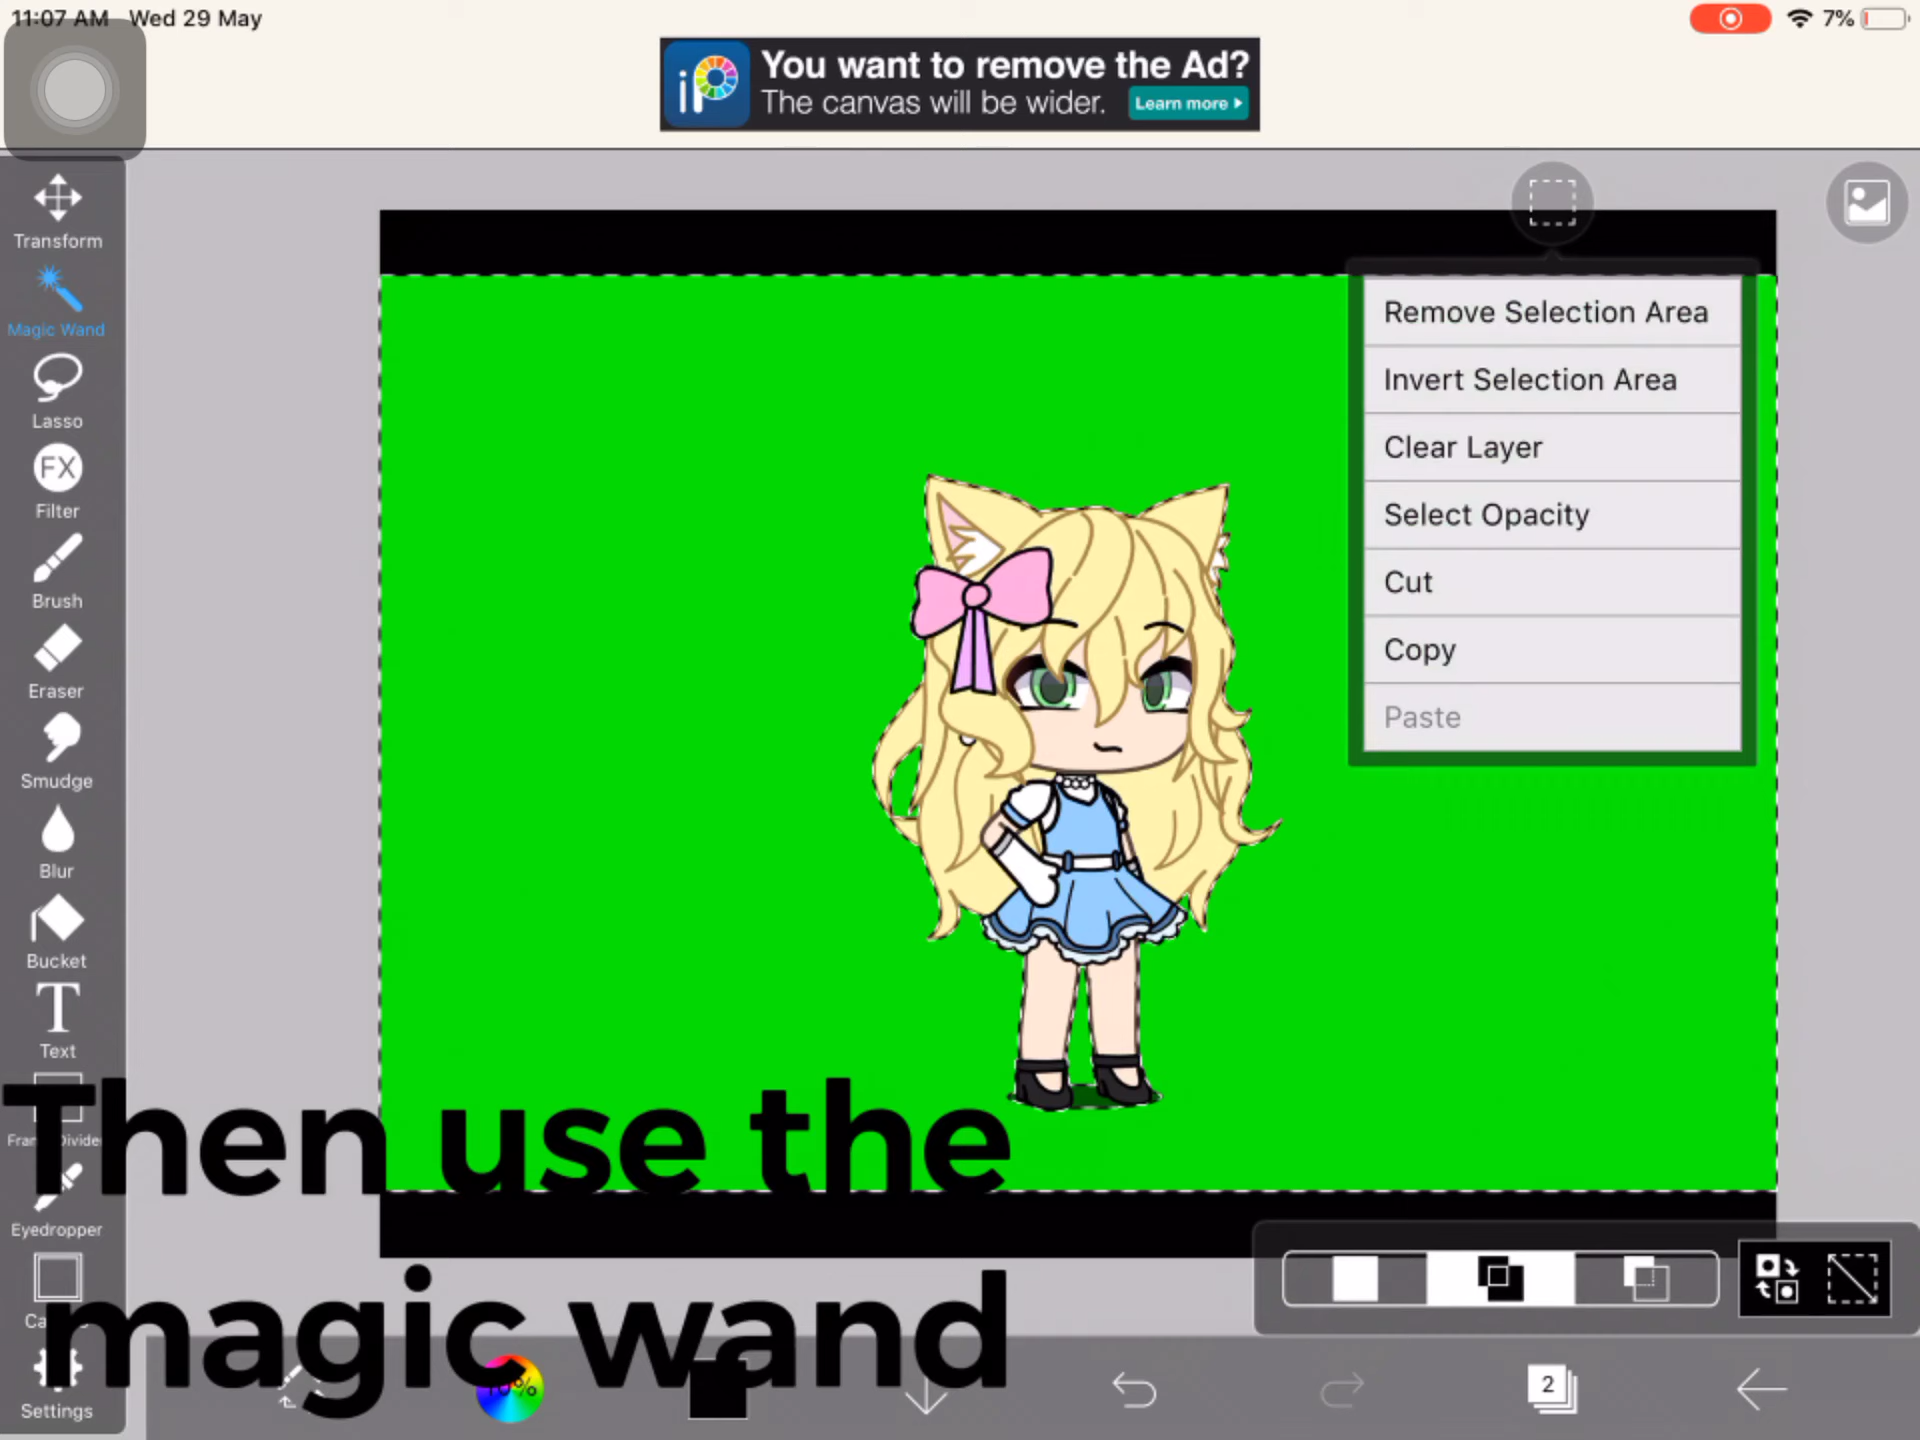 11:07 AM Wed 29 May
7%
iP
You want to remove the Ad?
The canvas will be wider.
Learn more
Transform
Magic Wand
Lasso
FX
Filter
Brush
Eraser
Smudge
Blur
Bucket
T
Text
Eyedropper
Settings
Remove Selection Area
Invert Selection Area
Clear Layer
Select Opacity
Cut
Copy
Paste
Then use the
magic wand
2